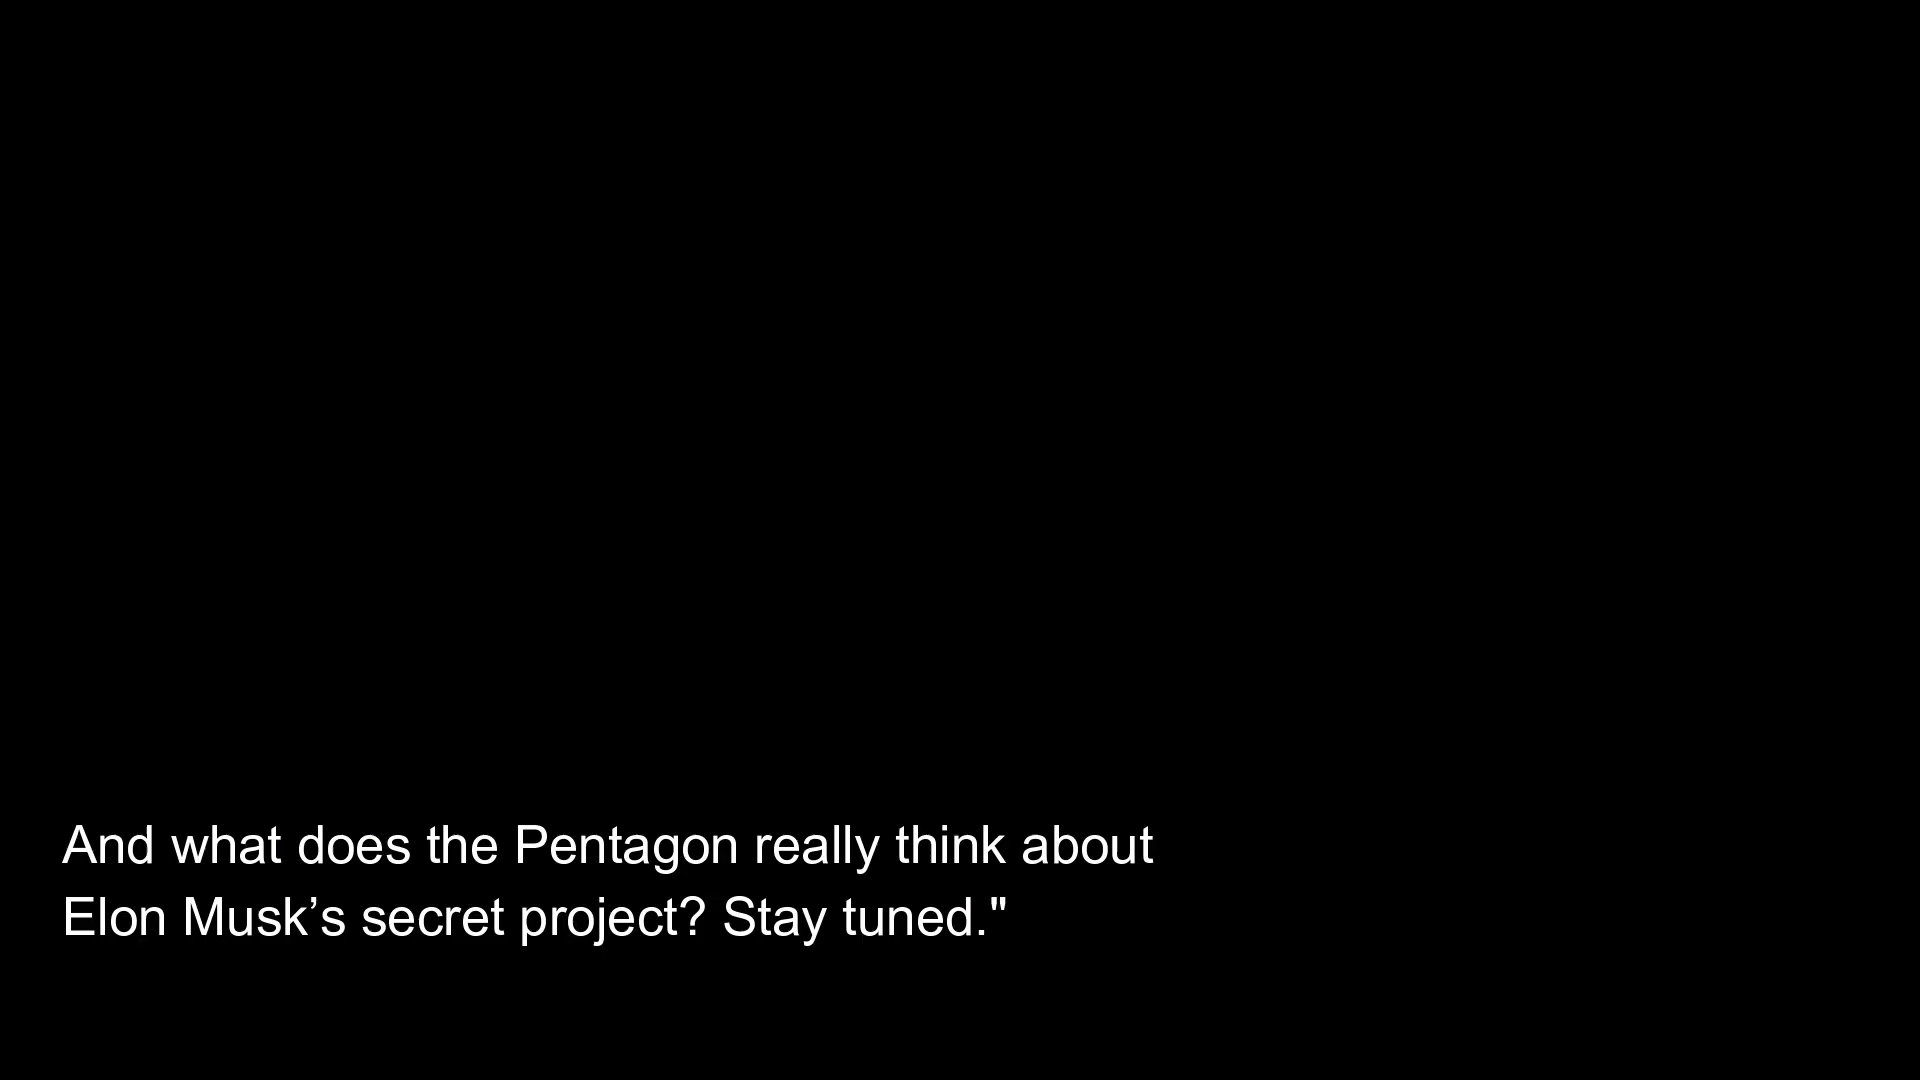 And what does the Pentagon really think about
Elon Musk’s secret project? Stay tuned."